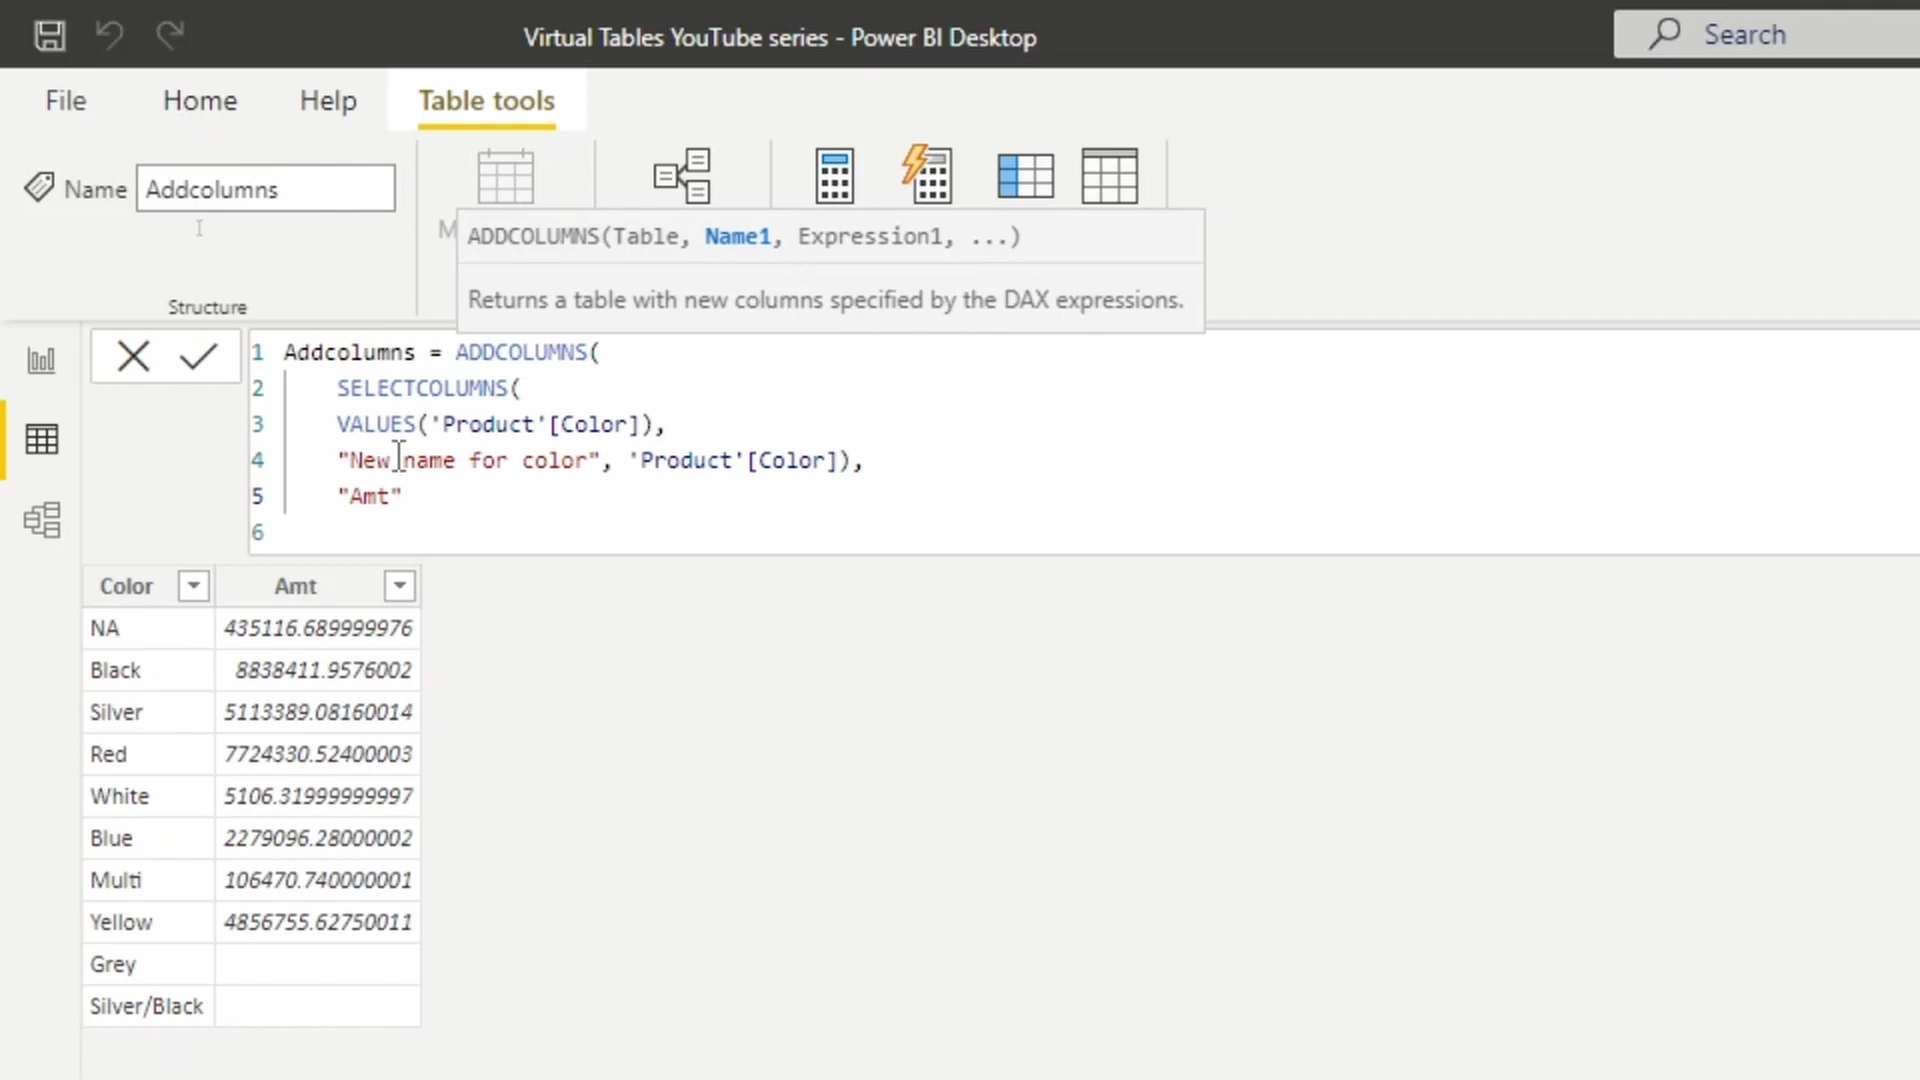 Virtual Tables YouTube series - Power BI Desktop
Search
File
Home
Help
Table tools
Name
Addcolumns
M
ADDCOLUMNS(Table, Name1, Expression1, ...)
Returns a table with new columns specified by the DAX expressions.
Structure
1 Addcolumns = ADDCOLUMNS(
2 SELECTCOLUMNS(
3 VALUES('Product'[Color]),
4 "New name for color", 'Product'[Color]),
5 "Amt"
6
Color Amt
NA 435116.689999976
Black 8838411.9576002
Silver 5113389.08160014
Red 7724330.52400003
White 5106.31999999997
Blue 2279096.28000002
Multi 106470.740000001
Yellow 4856755.62750011
Grey
Silver/Black